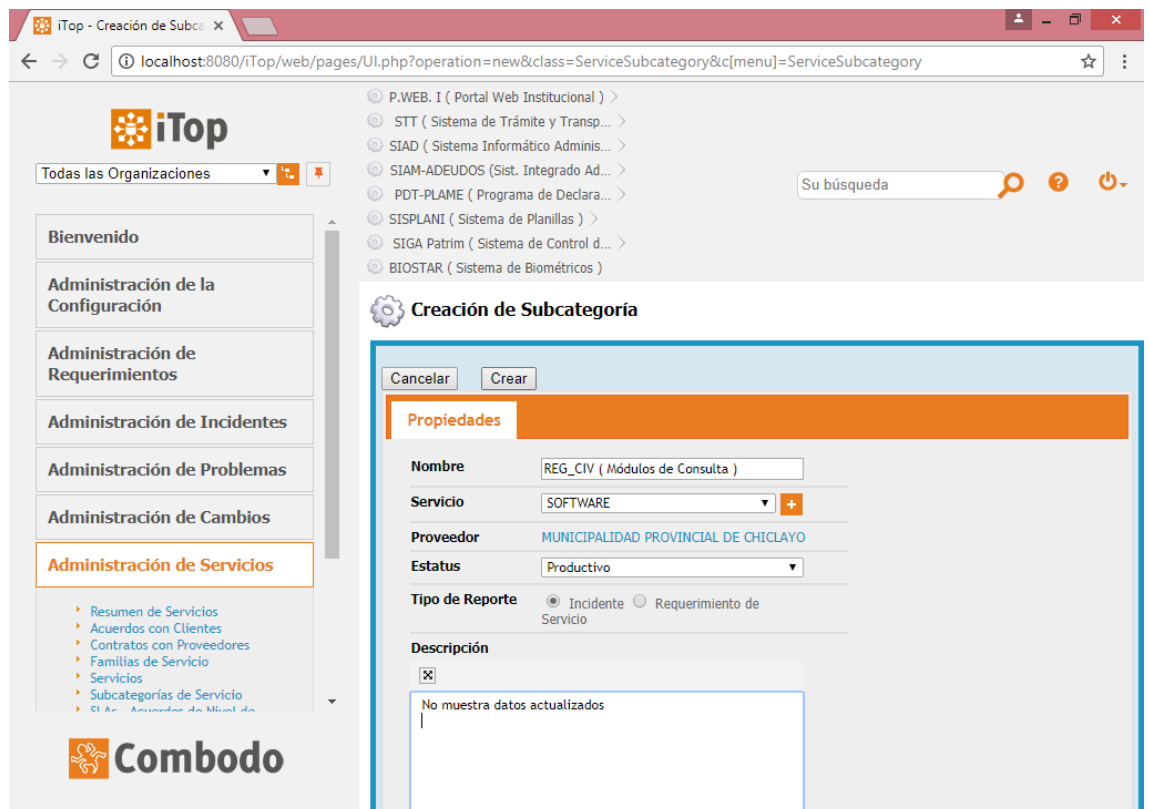 iTop - Creación de Subca
localhost:8080/iTop/web/pages/UI.php?operation=new&class=ServiceSubcategory&c[menu]=ServiceSubcategory
iTop
Todas las Organizaciones
P.WEB. I ( Portal Web Institucional )
STT ( Sistema de Trámite y Transp...
SIAD ( Sistema Informático Adminis...
SIAM-ADEUDOS (Sist. Integrado Ad...
PDT-PLAME ( Programa de Declara...
SISPLANI ( Sistema de Planillas )
SIGA Patrim ( Sistema de Control d...
BIOSTAR ( Sistema de Biométricos )
Su búsqueda
Bienvenido
Administración de la
Configuración
Administración de
Requerimientos
Administración de Incidentes
Administración de Problemas
Administración de Cambios
Administración de Servicios
Resumen de Servicios
Acuerdos con Clientes
Contratos con Proveedores
Familias de Servicio
Servicios
Subcategorías de Servicio
SLAs - Acuerdos de Nivel de
Combodo
Creación de Subcategoría
Cancelar
Crear
Propiedades
Nombre REG_CIV ( Módulos de Consulta )
Servicio SOFTWARE
Proveedor MUNICIPALIDAD PROVINCIAL DE CHICLAYO
Estatus Productivo
Tipo de Reporte Incidente Requerimiento de
Servicio
Descripción
No muestra datos actualizados